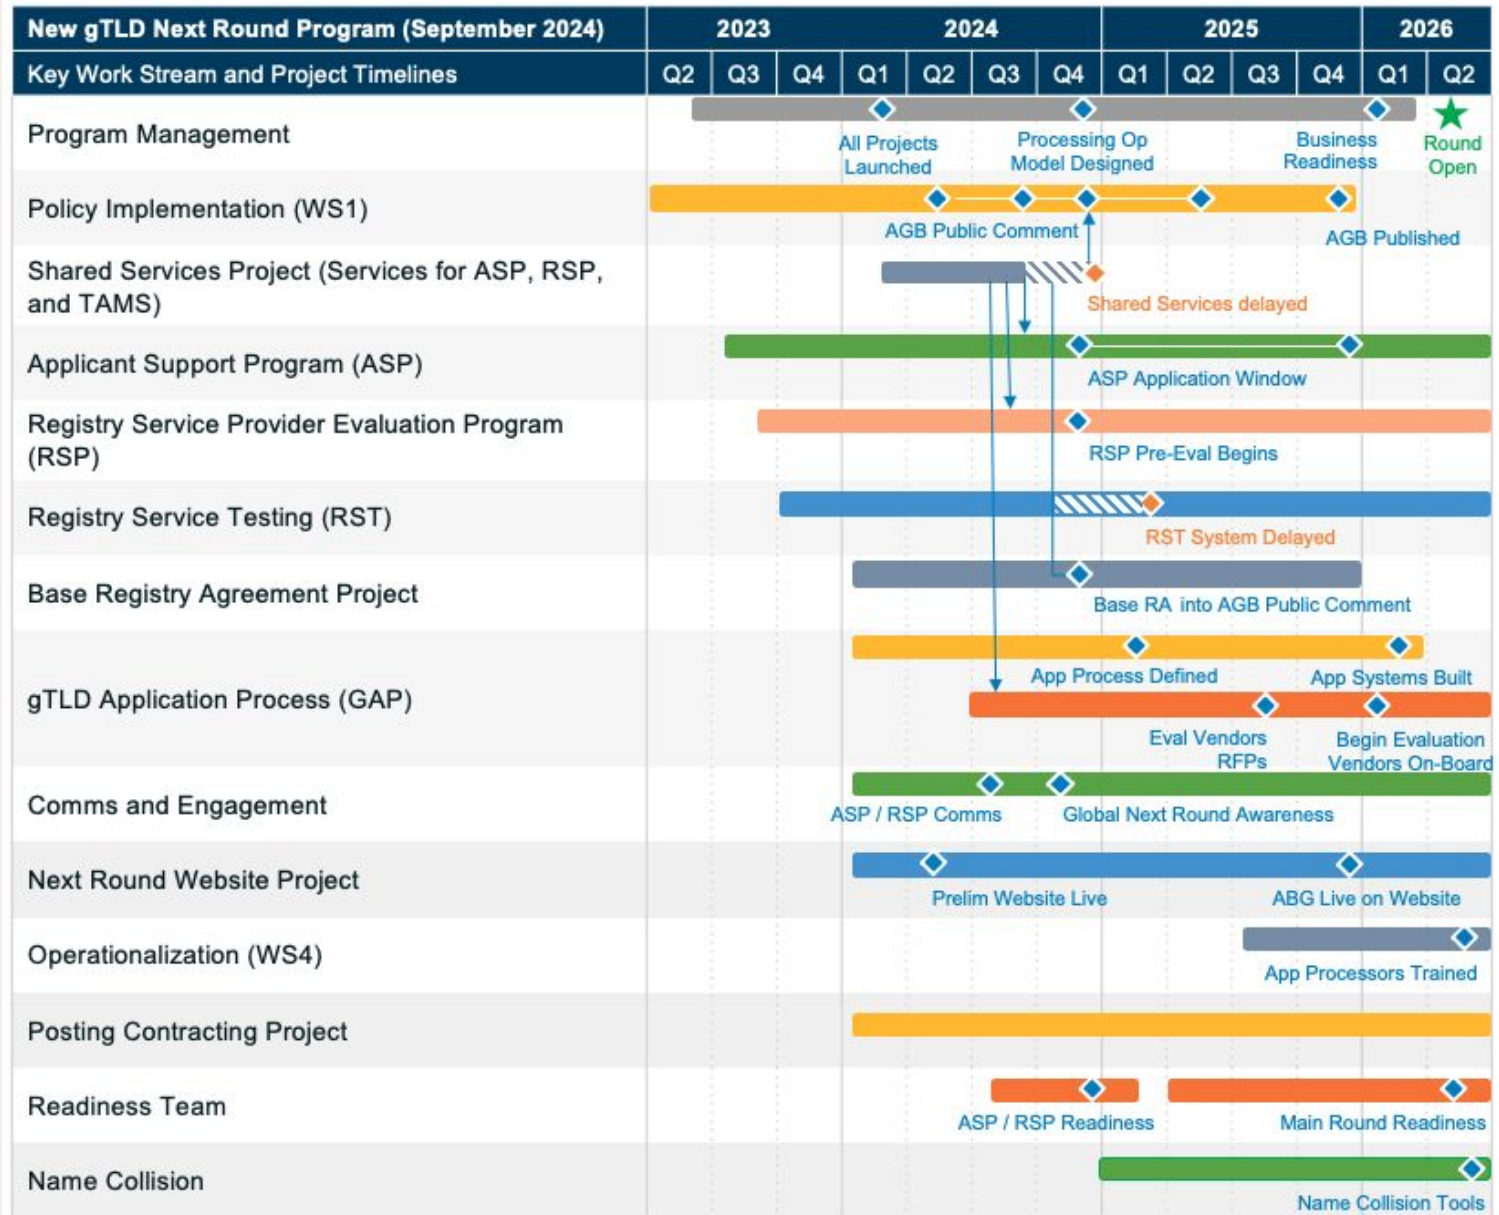 New gTLD Next Round Program (September 2024) 2023 2024 2025 2026
Key Work Stream and Project Timelines Q2 Q3 Q4 Q1 Q2 Q3 Q4 Q1 Q2 Q3 Q4 Q1 Q2
Program Management
All Projects
Launched
Processing Op
Model Designed
Business
Readiness
Round
Open
Policy Implementation (WS1)
AGB Public Comment
AGB Published
Shared Services Project (Services for ASP, RSP,
and TAMS)
Shared Services delayed
Applicant Support Program (ASP)
ASP Application Window
Registry Service Provider Evaluation Program
(RSP)
RSP Pre-Eval Begins
Registry Service Testing (RST)
RST System Delayed
Base Registry Agreement Project
Base RA into AGB Public Comment
gTLD Application Process (GAP)
App Process Defined
App Systems Built
Eval Vendors
RFPs
Begin Evaluation
Vendors On-Board
Comms and Engagement
ASP / RSP Comms
Global Next Round Awareness
Next Round Website Project
Prelim Website Live
ABG Live on Website
Operationalization (WS4)
App Processors Trained
Posting Contracting Project
Readiness Team
ASP / RSP Readiness
Main Round Readiness
Name Collision
Name Collision Tools